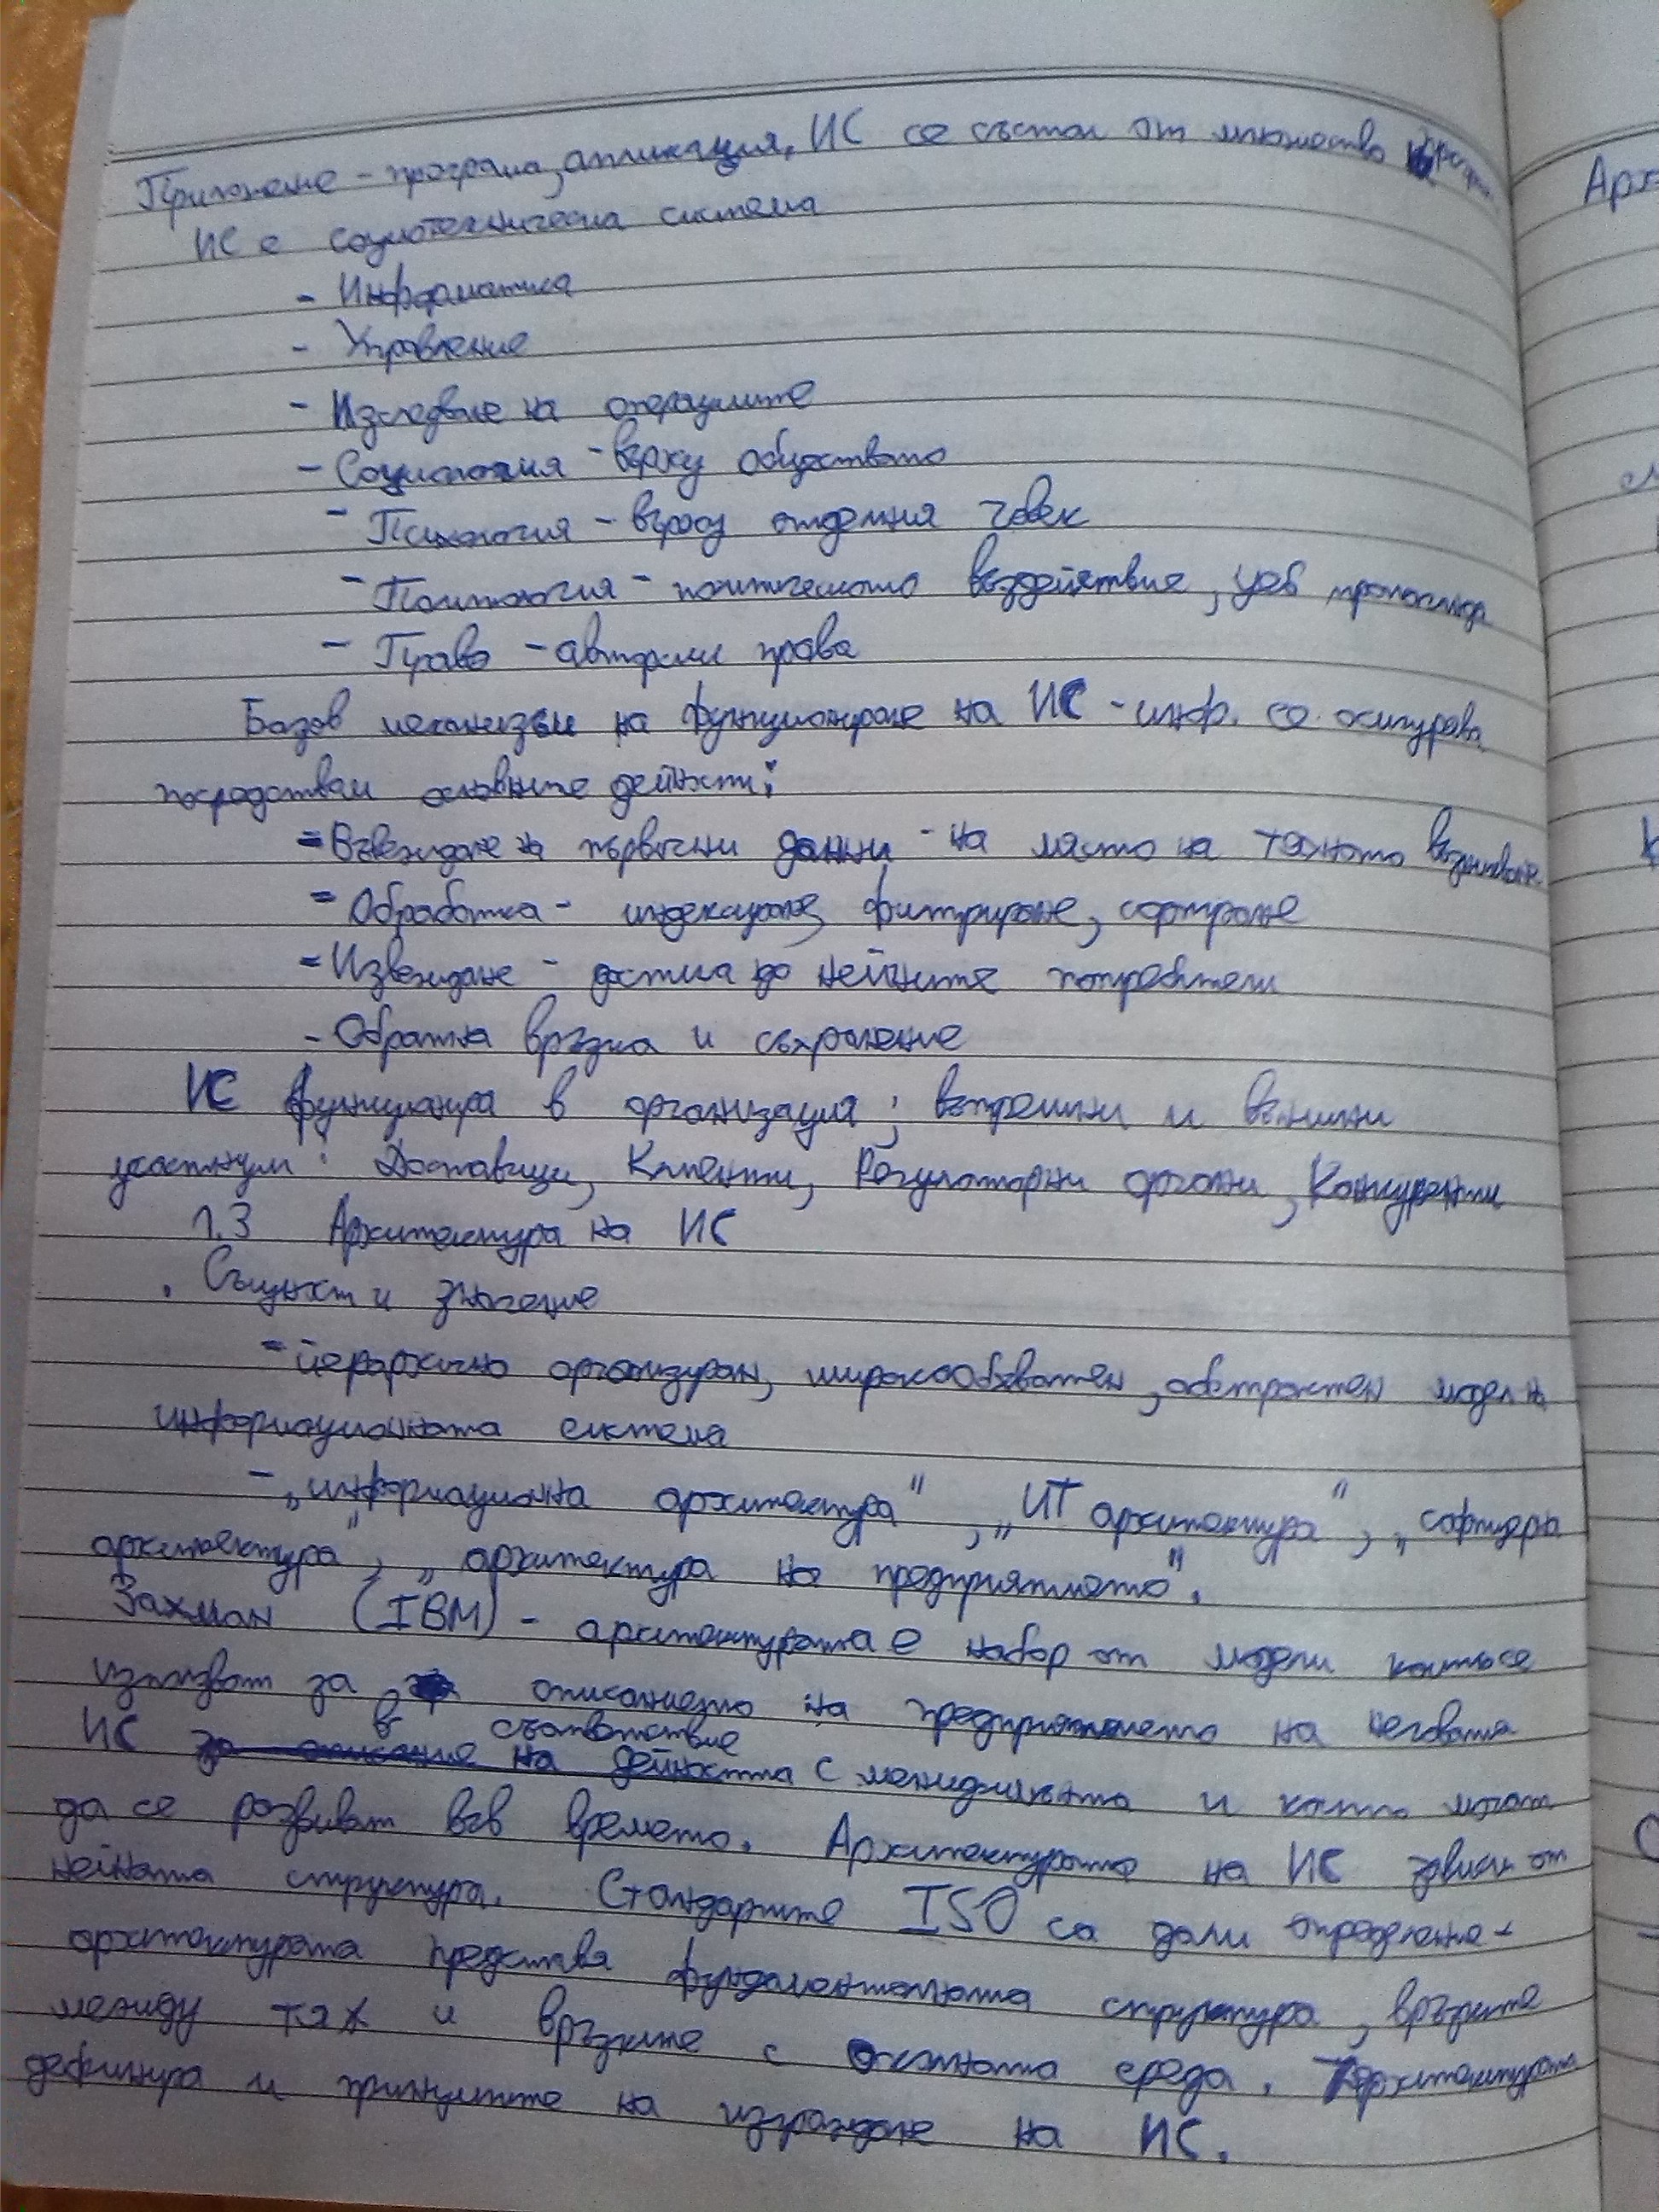 Приложение - програма, апликация, ИС се състои от множество програми
ИС е социотехническа система
- Информатика
- Управление
- Изследване на операциите
- Социология - върху обществото
- Психология - върху отделния човек
- Политология - политическото въздействие, уеб пропаганда
- Право - авторски права
Базов механизъм на функциониране на ИС - инф. се осигурява
посредством основните дейности:
- Въвеждане на първични данни - на място на тяхното възникване
- Обработка - индексиране, филтриране, сортиране
- Извеждане - достига до нейните потребители
- Обратна връзка и съхранение
ИС функционира в организация; вътрешни и външни
участници: Доставчици, Клиенти, Регулаторни органи, Конкуренти
1.3 Архитектура на ИС
. Същност и значение
- йерархично организиран, широкообхватен, абстрактен модел на
информационната система
- „информационна архитектура", „ИТ архитектура", „софтуерна
архитектура", „архитектура на предприятието".
Захман (IBM) - архитектурата е набор от модели които се
използват за описанието на предприятието на неговата
ИС в съответствие с мениджмънта и които могат
да се развиват във времето. Архитектурата на ИС зависи от
нейната структура. Стандартите ISO са дали определение -
архитектурата представя фундаменталната структура, връзките
между тях и връзките с околната среда. Архитектурата
дефинира и принципите на изграждане на ИС.
Арх